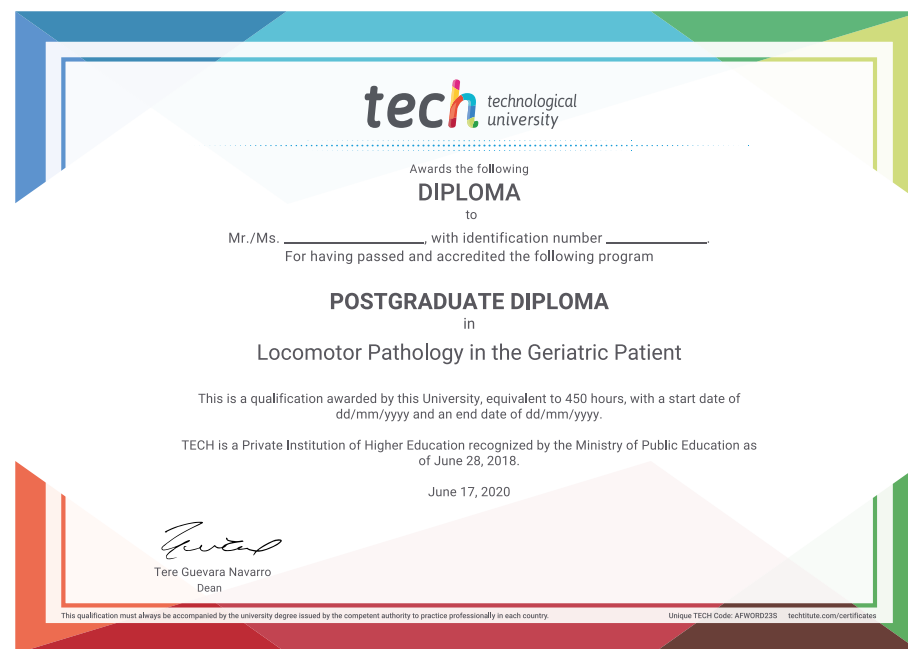 tech technological
university
Awards the following
DIPLOMA
to
Mr./Ms. ____________, with identification number ____________.
For having passed and accredited the following program
POSTGRADUATE DIPLOMA
in
Locomotor Pathology in the Geriatric Patient
This is a qualification awarded by this University, equivalent to 450 hours, with a start date of
dd/mm/yyyy and an end date of dd/mm/yyyy.
TECH is a Private Institution of Higher Education recognized by the Ministry of Public Education as
of June 28, 2018.
June 17, 2020
Tere Guevara Navarro
Dean
This qualification must always be accompanied by the university degree issued by the competent authority to practice professionally in each country.
Unique TECH Code: AFWORD23S techtitute.com/certificates